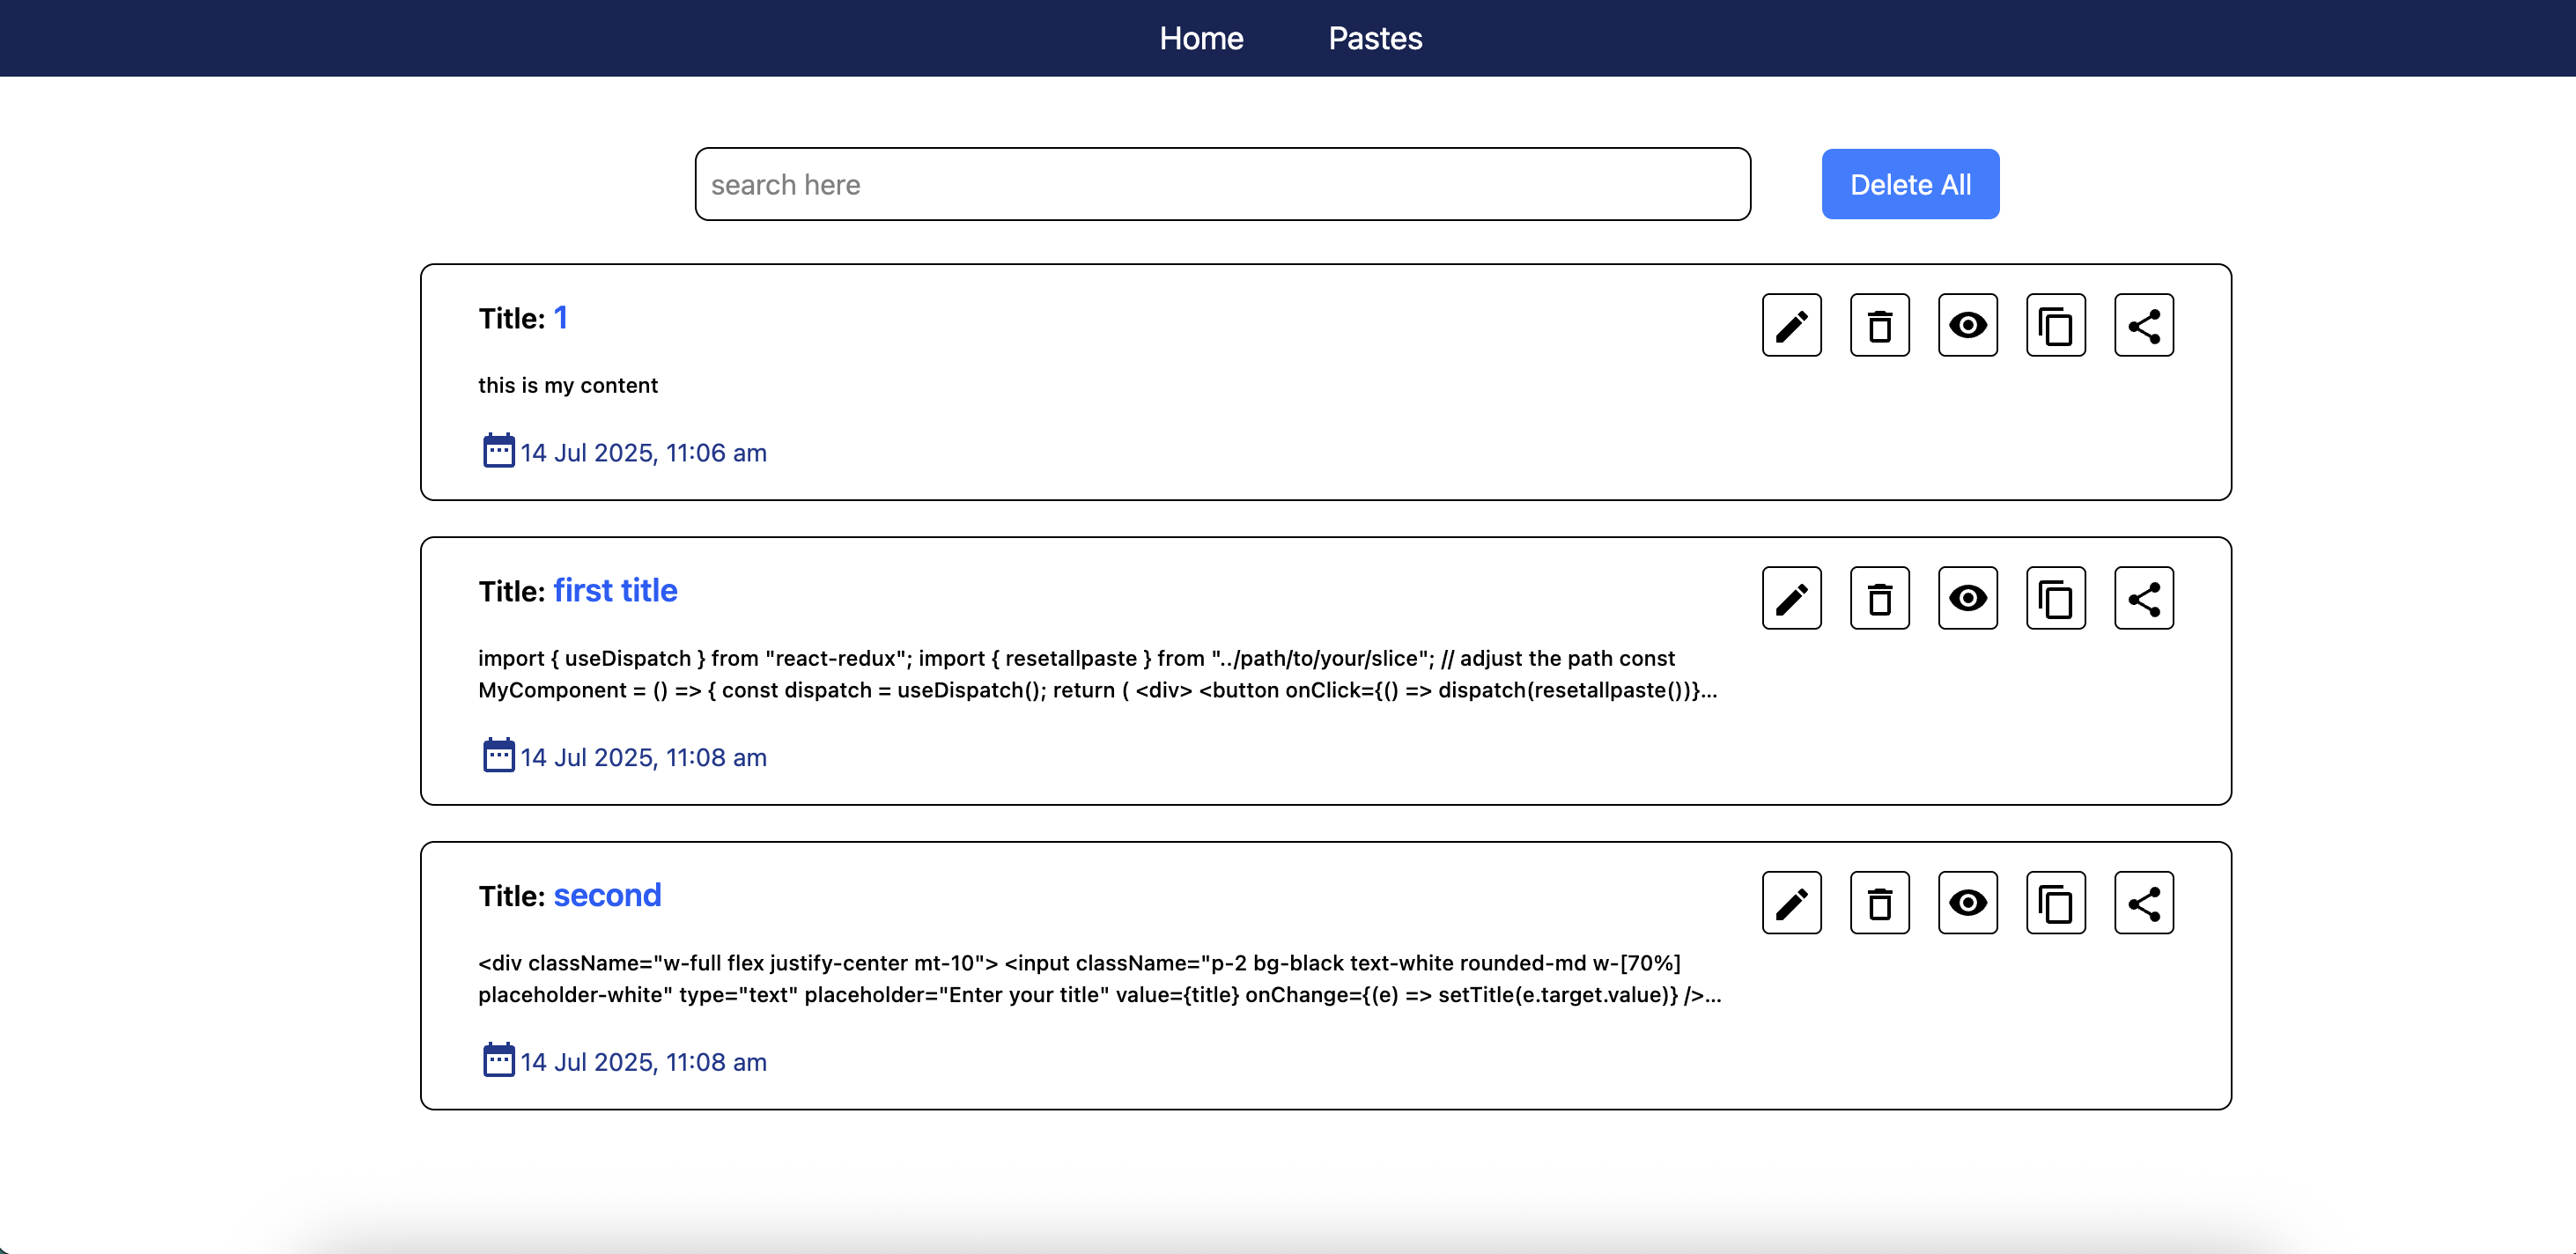 Home Pastes
search here Delete All
Title: 1
this is my content
14 Jul 2025, 11:06 am
Title: first title
import { useDispatch } from "react-redux"; import { resetallpaste } from "../path/to/your/slice"; // adjust the path const
MyComponent = () => { const dispatch = useDispatch(); return ( <div> <button onClick={() => dispatch(resetallpaste())}...
14 Jul 2025, 11:08 am
Title: second
<div className="w-full flex justify-center mt-10"> <input className="p-2 bg-black text-white rounded-md w-[70%]
placeholder-white" type="text" placeholder="Enter your title" value={title} onChange={(e) => setTitle(e.target.value)} />...
14 Jul 2025, 11:08 am